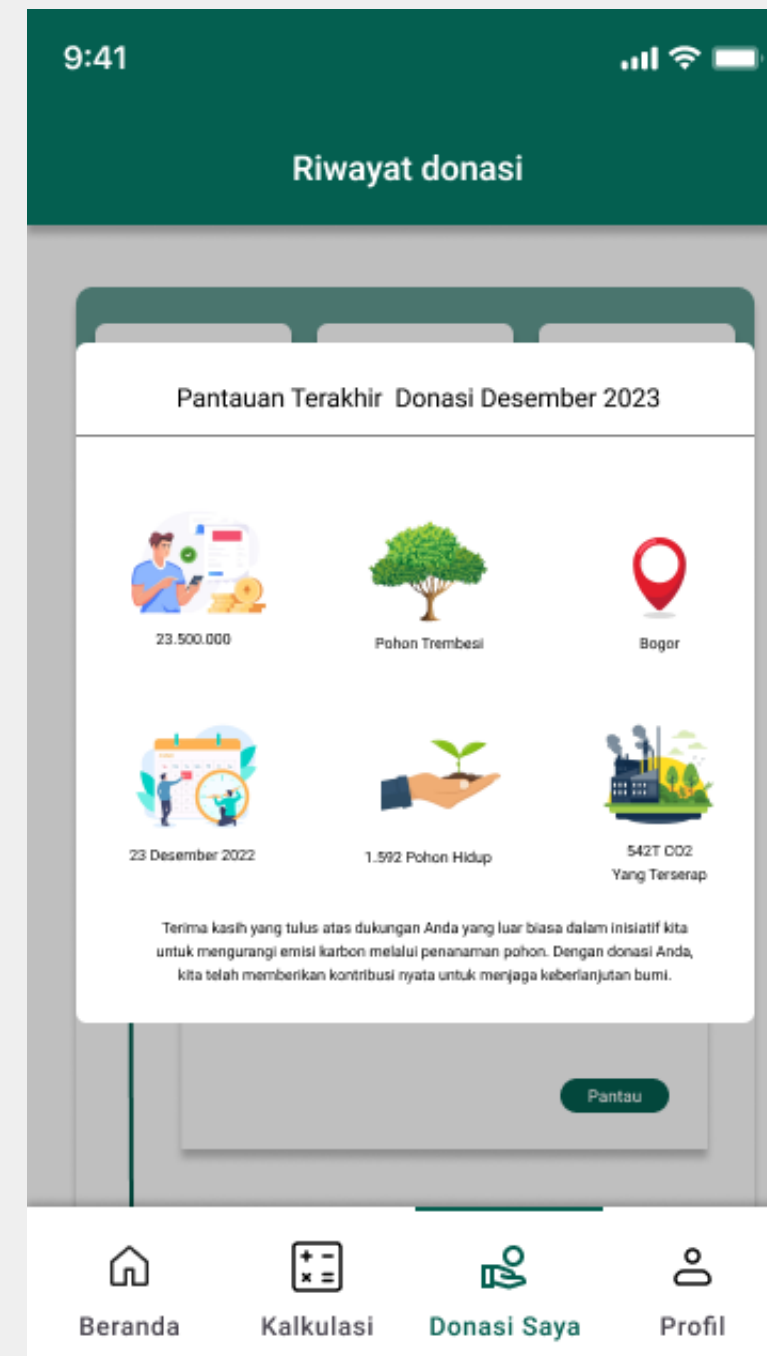 9:41
Riwayat donasi
Pantauan Terakhir Donasi Desember 2023
23.500.000
Pohon Trembesi
Bogor
23 Desember 2022
1.592 Pohon Hidup
542T CO2
Yang Terserap
Terima kasih yang tulus atas dukungan Anda yang luar biasa dalam inisiatif kita
untuk mengurangi emisi karbon melalui penanaman pohon. Dengan donasi Anda,
kita telah memberikan kontribusi nyata untuk menjaga keberlanjutan bumi.
Pantau
Beranda
Kalkulasi
Donasi Saya
Profil